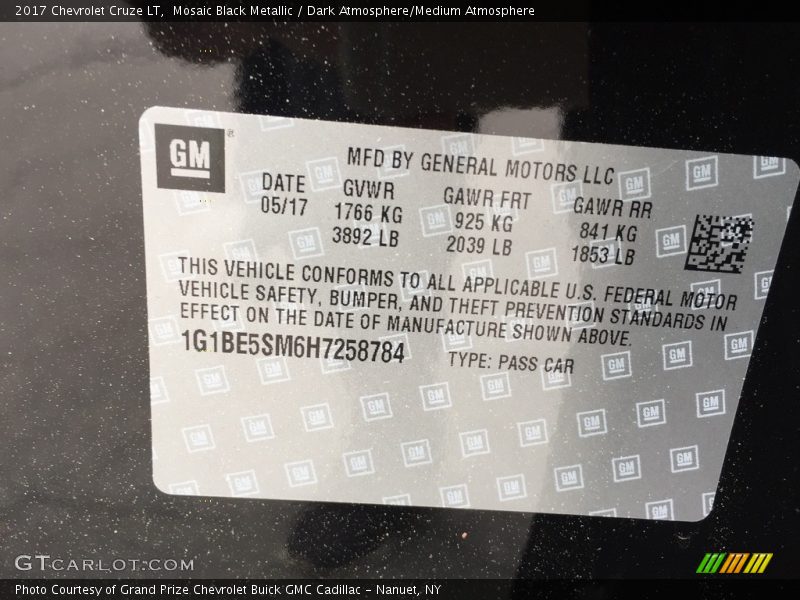 2017 Chevrolet Cruze LT, Mosaic Black Metallic / Dark Atmosphere/Medium Atmosphere
GM®
MFD BY GENERAL MOTORS LLC
DATE GVWR GAWR FRT GAWR RR
05/17 1766 KG 925 KG 841 KG
3892 LB 2039 LB 1853 LB
THIS VEHICLE CONFORMS TO ALL APPLICABLE U.S. FEDERAL MOTOR
VEHICLE SAFETY, BUMPER, AND THEFT PREVENTION STANDARDS IN
EFFECT ON THE DATE OF MANUFACTURE SHOWN ABOVE.
1G1BE5SM6H7258784 TYPE: PASS CAR
GTCARLOT.COM
Photo Courtesy of Grand Prize Chevrolet Buick GMC Cadillac – Nanuet, NY